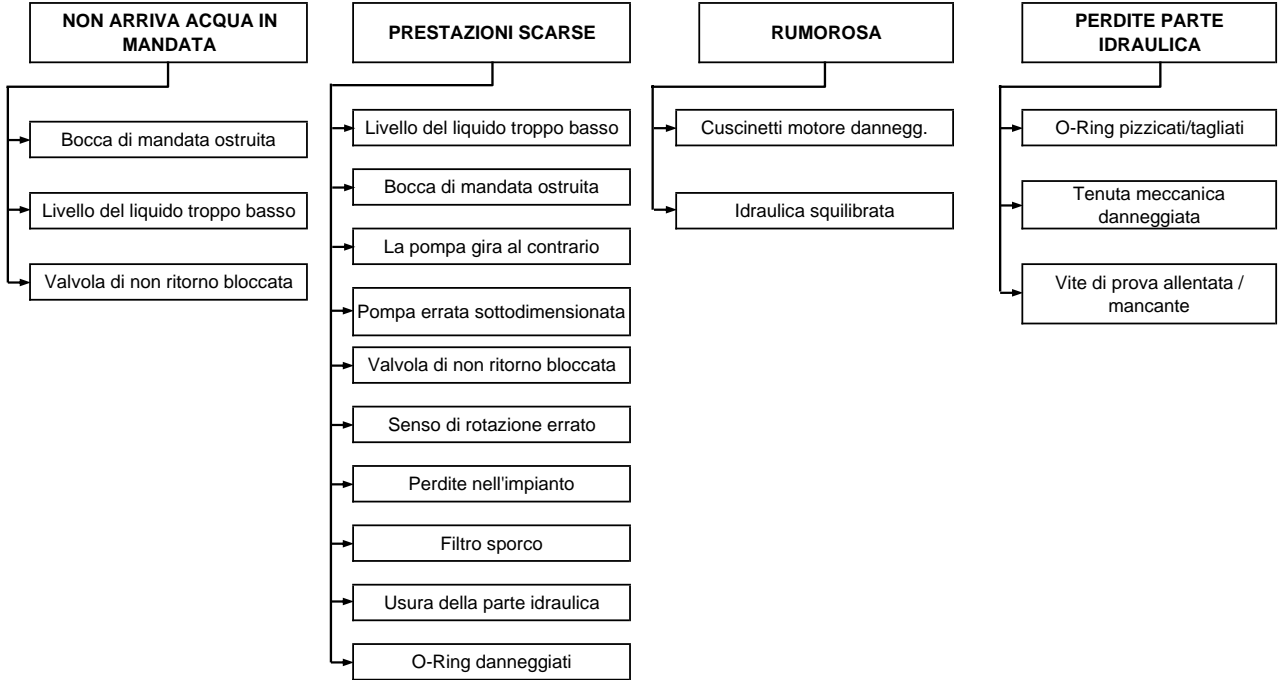 NON ARRIVA ACQUA IN
MANDATA
Bocca di mandata ostruita
Livello del liquido troppo basso
Valvola di non ritorno bloccata
PRESTAZIONI SCARSE
Livello del liquido troppo basso
Bocca di mandata ostruita
La pompa gira al contrario
Pompa errata sottodimensionata
Valvola di non ritorno bloccata
Senso di rotazione errato
Perdite nell'impianto
Filtro sporco
Usura della parte idraulica
O-Ring danneggiati
RUMOROSA
Cuscinetti motore dannegg.
Idraulica squilibrata
PERDITE PARTE
IDRAULICA
O-Ring pizzicati/tagliati
Tenuta meccanica
danneggiata
Vite di prova allentata /
mancante